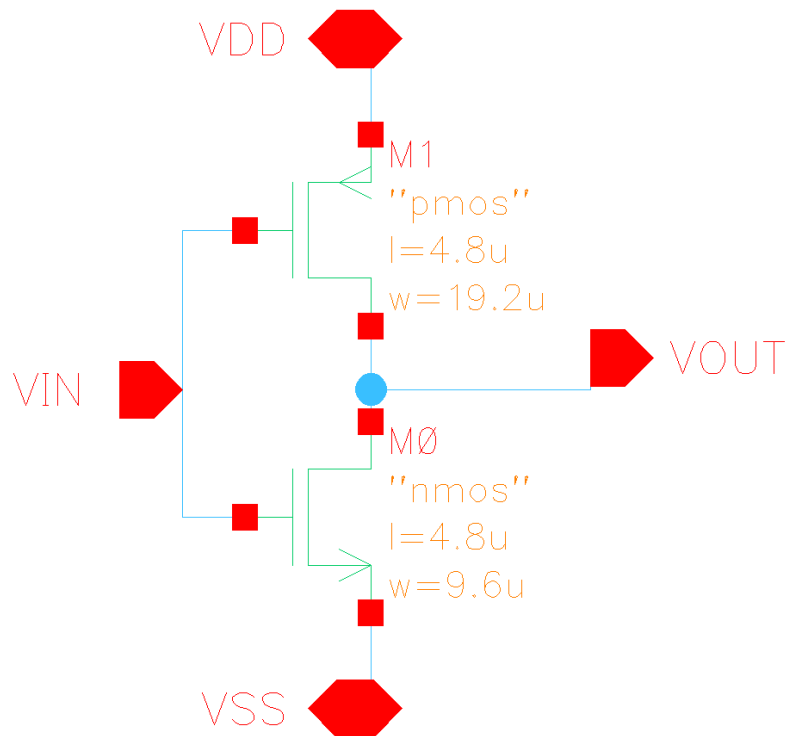 VDD
M1
"pmos"
l=4.8u
w=19.2u
VIN
VOUT
MØ
"nmos"
l=4.8u
w=9.6u
VSS